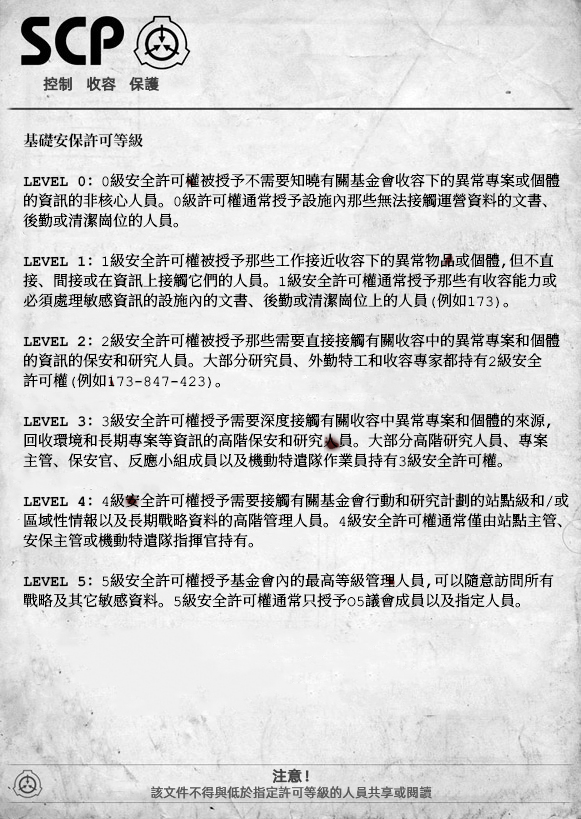 SCP
控制 收容 保護
基礎安保許可等級
LEVEL 0: 0級安全許可權被授予不需要知曉有關基金會收容下的異常專案或個體
的資訊的非核心人員。0級許可權通常授予設施內那些無法接觸運營資料的文書、
後勤或清潔崗位的人員。
LEVEL 1: 1級安全許可權被授予那些工作接近收容下的異常物品或個體,但不直
接、間接或在資訊上接觸它們的人員。1級安全許可權通常授予那些有收容能力或
必須處理敏感資訊的設施內的文書、後勤或清潔崗位上的人員(例如173)。
LEVEL 2: 2級安全許可權被授予那些需要直接接觸有關收容中的異常專案和個體
的資訊的保安和研究人員。大部分研究員、外勤特工和收容專家都持有2級安全
許可權(例如173-847-423)。
LEVEL 3: 3級安全許可權授予需要深度接觸有關收容中異常專案和個體的來源,
回收環境和長期專案等資訊的高階保安和研究人員。大部分高階研究人員、專案
主管、保安官、反應小組成員以及機動特遣隊作業員持有3級安全許可權。
LEVEL 4: 4級安全許可權授予需要接觸有關基金會行動和研究計劃的站點級和/或
區域性情報以及長期戰略資料的高階管理人員。4級安全許可權通常僅由站點主管、
安保主管或機動特遣隊指揮官持有。
LEVEL 5: 5級安全許可權授予基金會內的最高等級管理人員,可以隨意訪問所有
戰略及其它敏感資料。5級安全許可權通常只授予O5議會成員以及指定人員。
注意!
該文件不得與低於指定許可等級的人員共享或閱讀